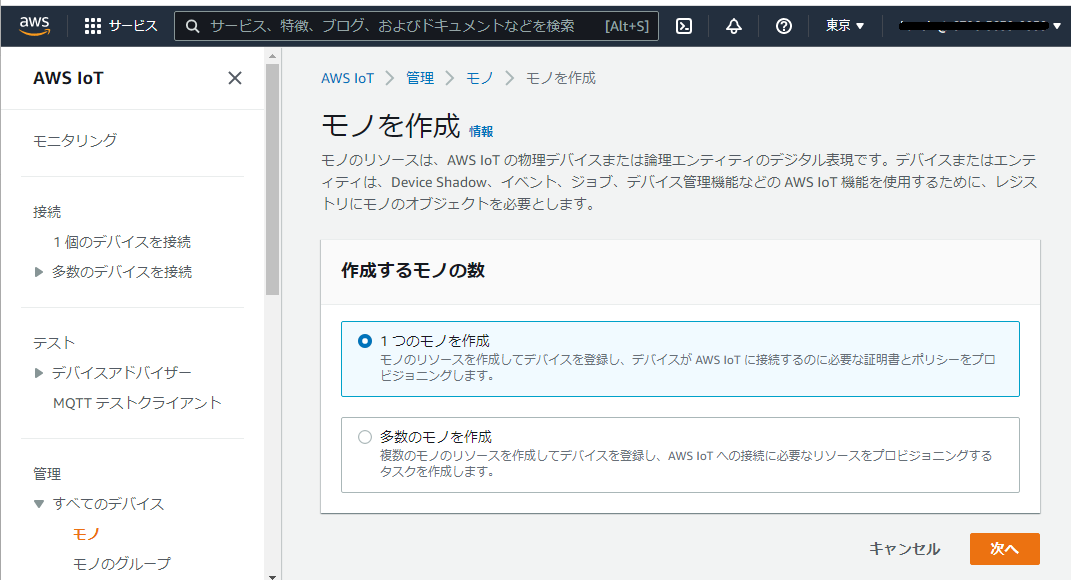 aws
サービス
サービス、特徴、ブログ、およびドキュメントなどを検索
[Alt+S]
東京
AWS IoT
モニタリング
接続
1 個のデバイスを接続
多数のデバイスを接続
テスト
デバイスアドバイザー
MQTT テストクライアント
管理
すべてのデバイス
モノ
モノのグループ
AWS IoT
管理
モノ
モノを作成
モノを作成 情報
モノのリソースは、AWS IoT の物理デバイスまたは論理エンティティのデジタル表現です。デバイスまたはエンテ
ィティは、Device Shadow、イベント、ジョブ、デバイス管理機能などの AWS IoT 機能を使用するために、レジス
トリにモノのオブジェクトを必要とします。
作成するモノの数
1 つのモノを作成
モノのリソースを作成してデバイスを登録し、デバイスが AWS IoT に接続するのに必要な証明書とポリシーをプロ
ビジョニングします。
多数のモノを作成
複数のモノのリソースを作成してデバイスを登録し、AWS IoT への接続に必要なリソースをプロビジョニングする
タスクを作成します。
キャンセル
次へ